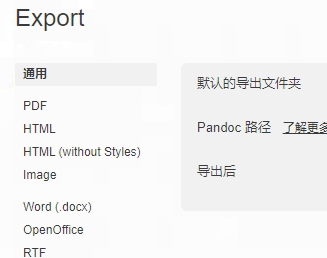 Export
通用
PDF
HTML
HTML (without Styles)
Image
Word (.docx)
OpenOffice
RTF
默认的导出文件夹
Pandoc 路径 了解更多
导出后